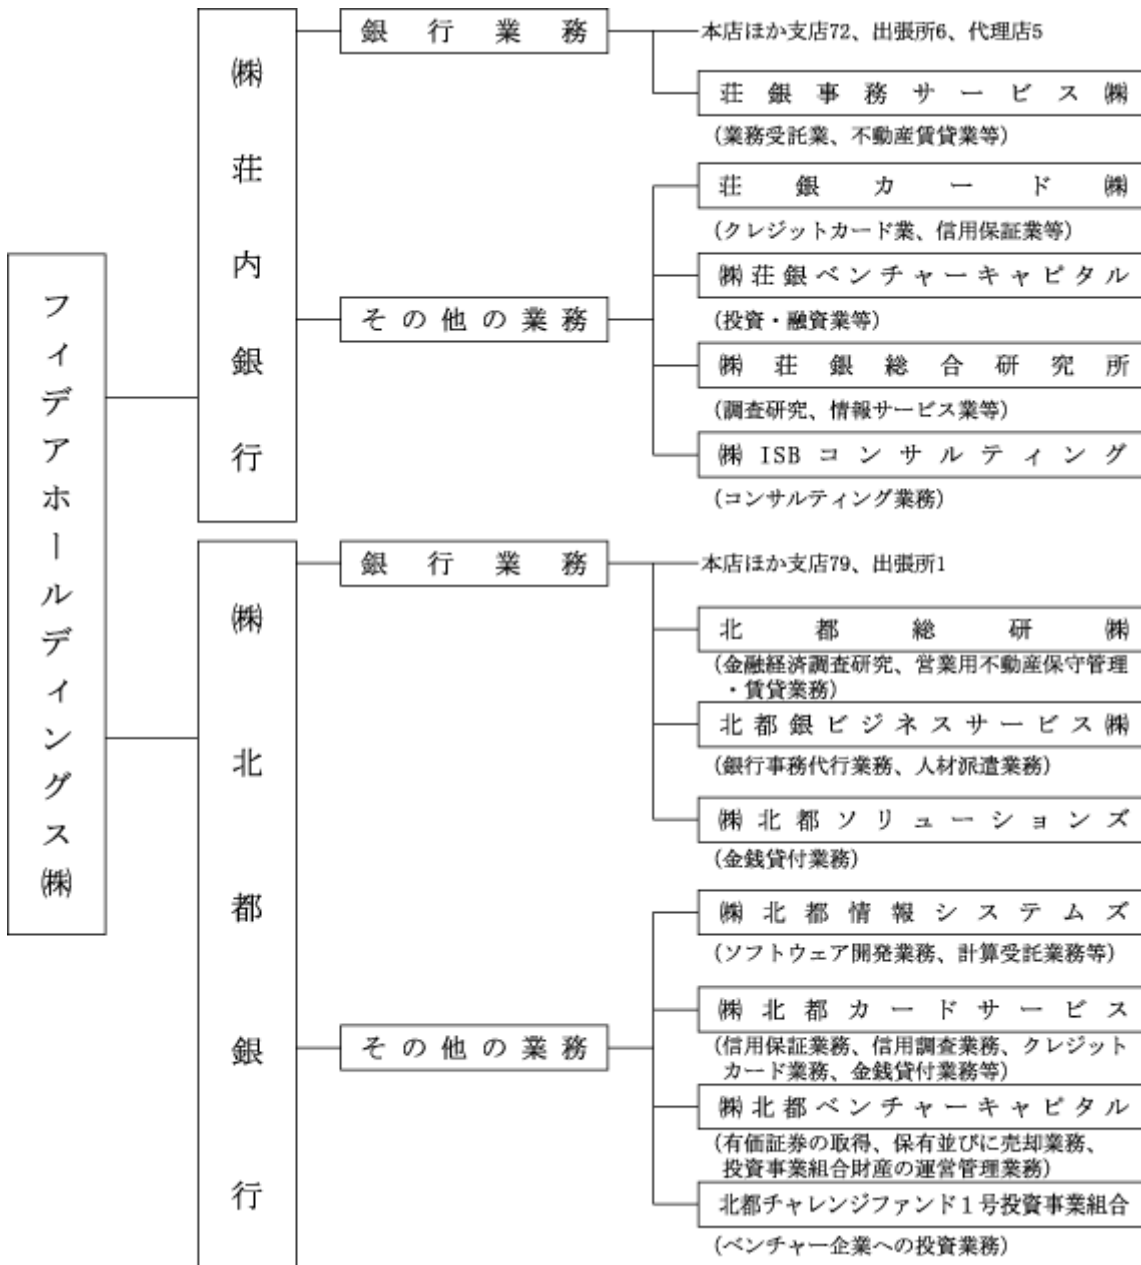 フィデアホールディングス㈱
㈱荘内銀行
銀行業務
本店ほか支店72、出張所6、代理店5
荘銀事務サービス㈱
(業務受託業、不動産賃貸業等)
その他の業務
荘銀カード㈱
(クレジットカード業、信用保証業等)
㈱荘銀ベンチャーキャピタル
(投資・融資業等)
㈱荘銀総合研究所
(調査研究、情報サービス業等)
㈱ISBコンサルティング
(コンサルティング業務)
㈱北都銀行
銀行業務
本店ほか支店79、出張所1
北都総研㈱
(金融経済調査研究、営業用不動産保守管理
・賃貸業務)
北都銀ビジネスサービス㈱
(銀行事務代行業務、人材派遣業務)
㈱北都ソリューションズ
(金銭貸付業務)
その他の業務
㈱北都情報システムズ
(ソフトウェア開発業務、計算受託業務等)
㈱北都カードサービス
(信用保証業務、信用調査業務、クレジット
カード業務、金銭貸付業務等)
㈱北都ベンチャーキャピタル
(有価証券の取得、保有並びに売却業務、
投資事業組合財産の運営管理業務)
北都チャレンジファンド1号投資事業組合
(ベンチャー企業への投資業務)